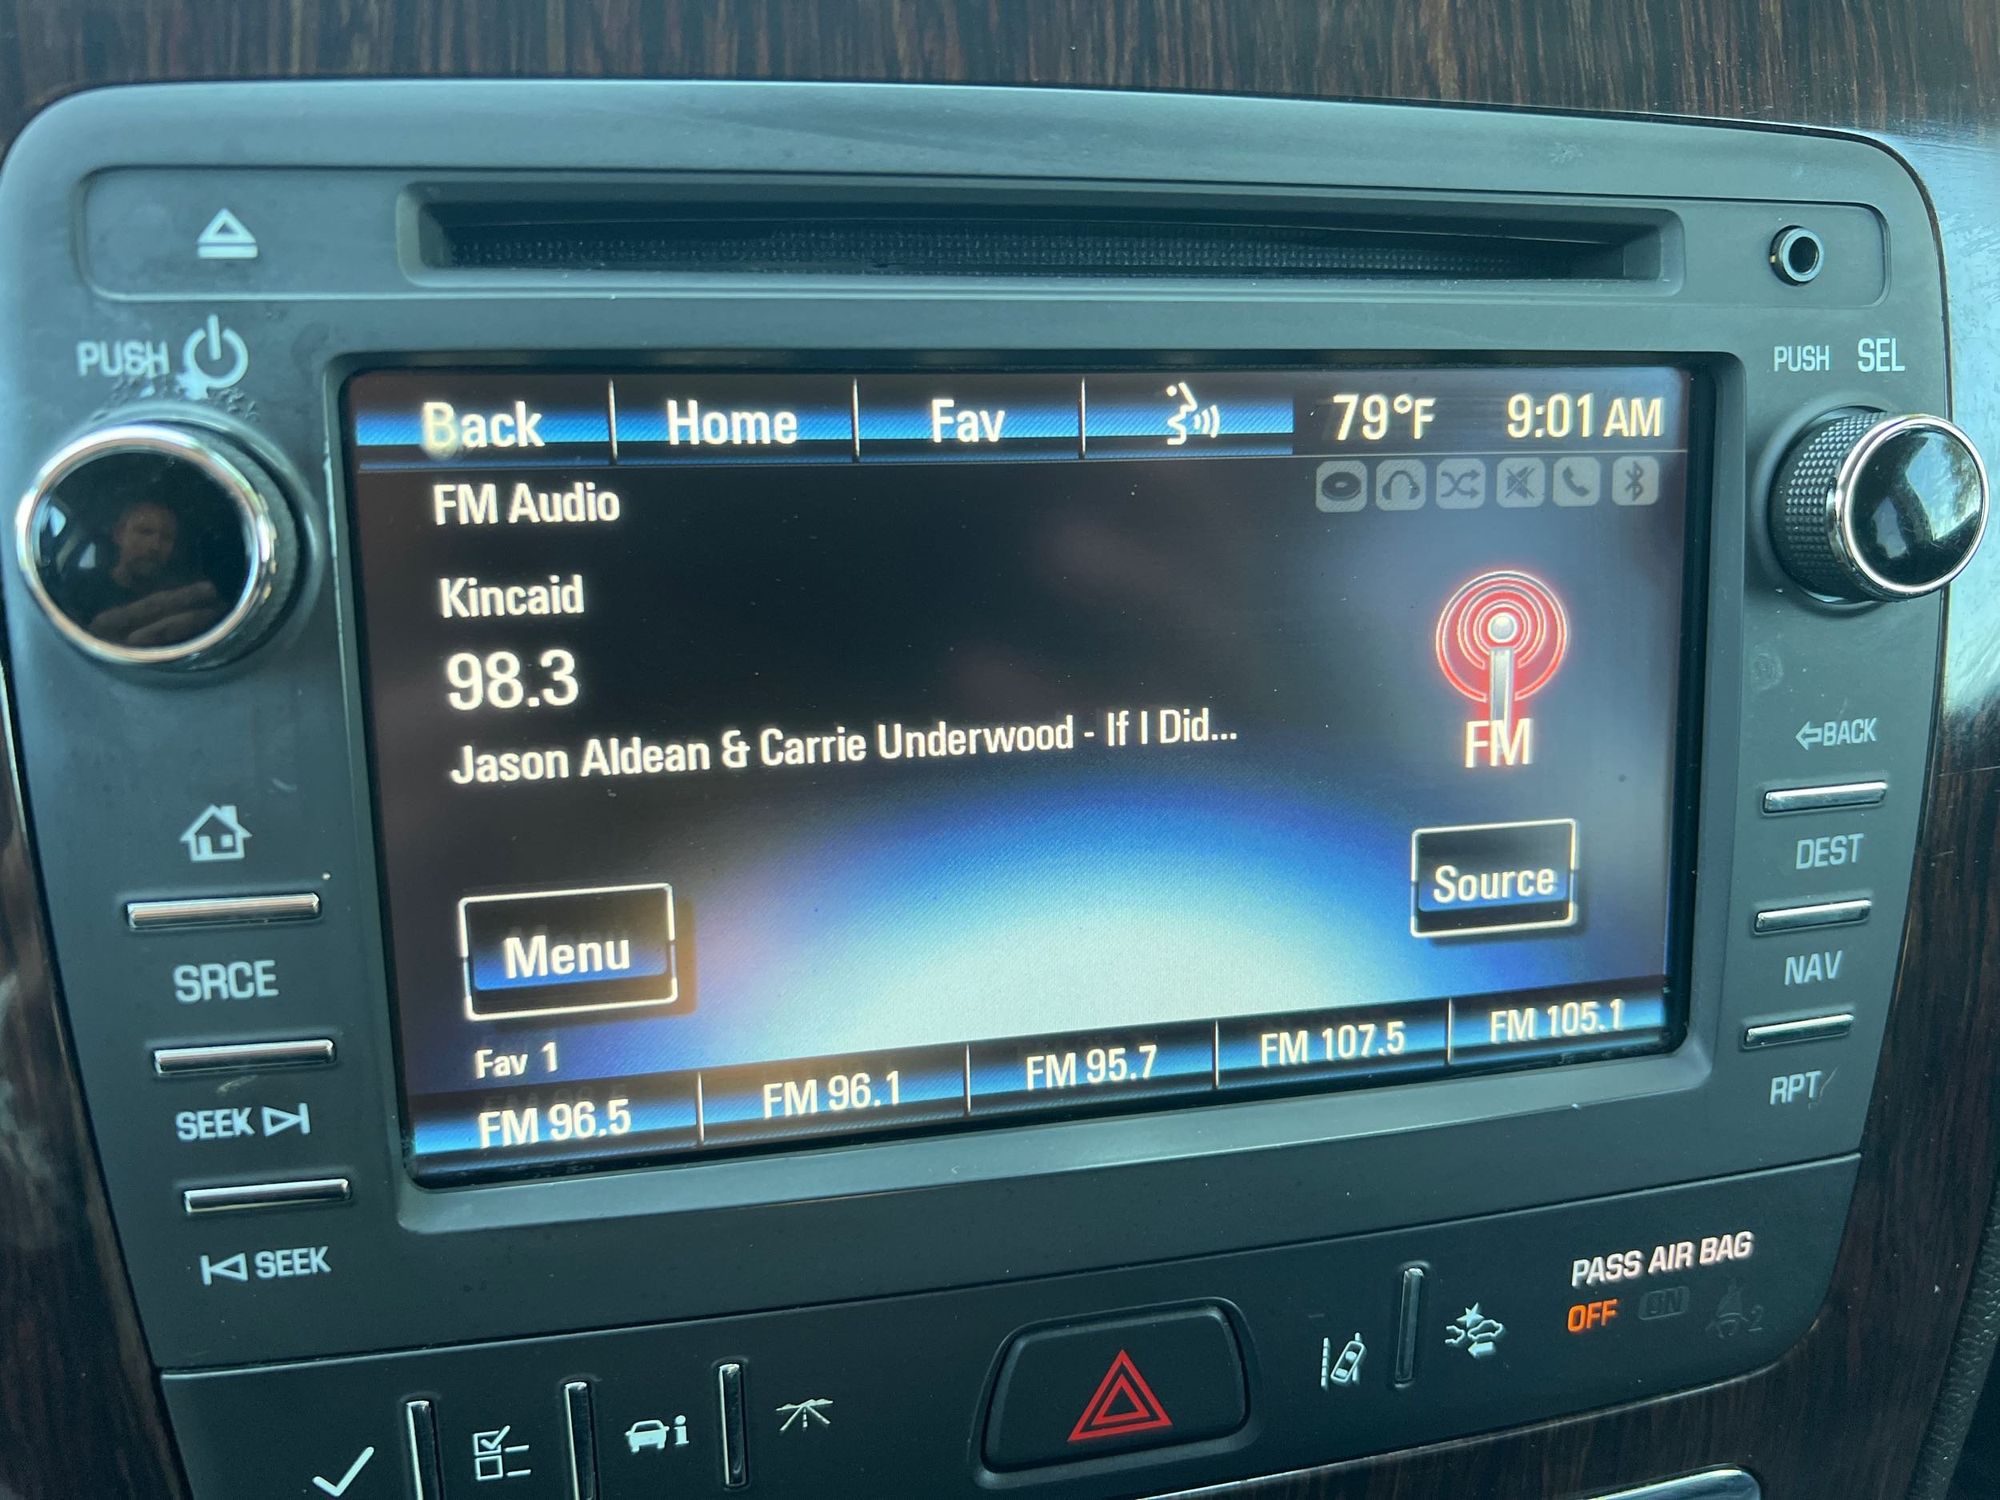 PUSH
PUSH SEL
Back Home Fav 79°F 9:01 AM
FM Audio
Kincaid
98.3
Jason Aldean & Carrie Underwood - If I Did...
FM
Menu
Source
Fav 1
FM 96.5 FM 96.1 FM 95.7 FM 107.5 FM 105.1
SRCE
SEEK
SEEK
BACK
DEST
NAV
RPT
PASS AIR BAG
OFF ON
2